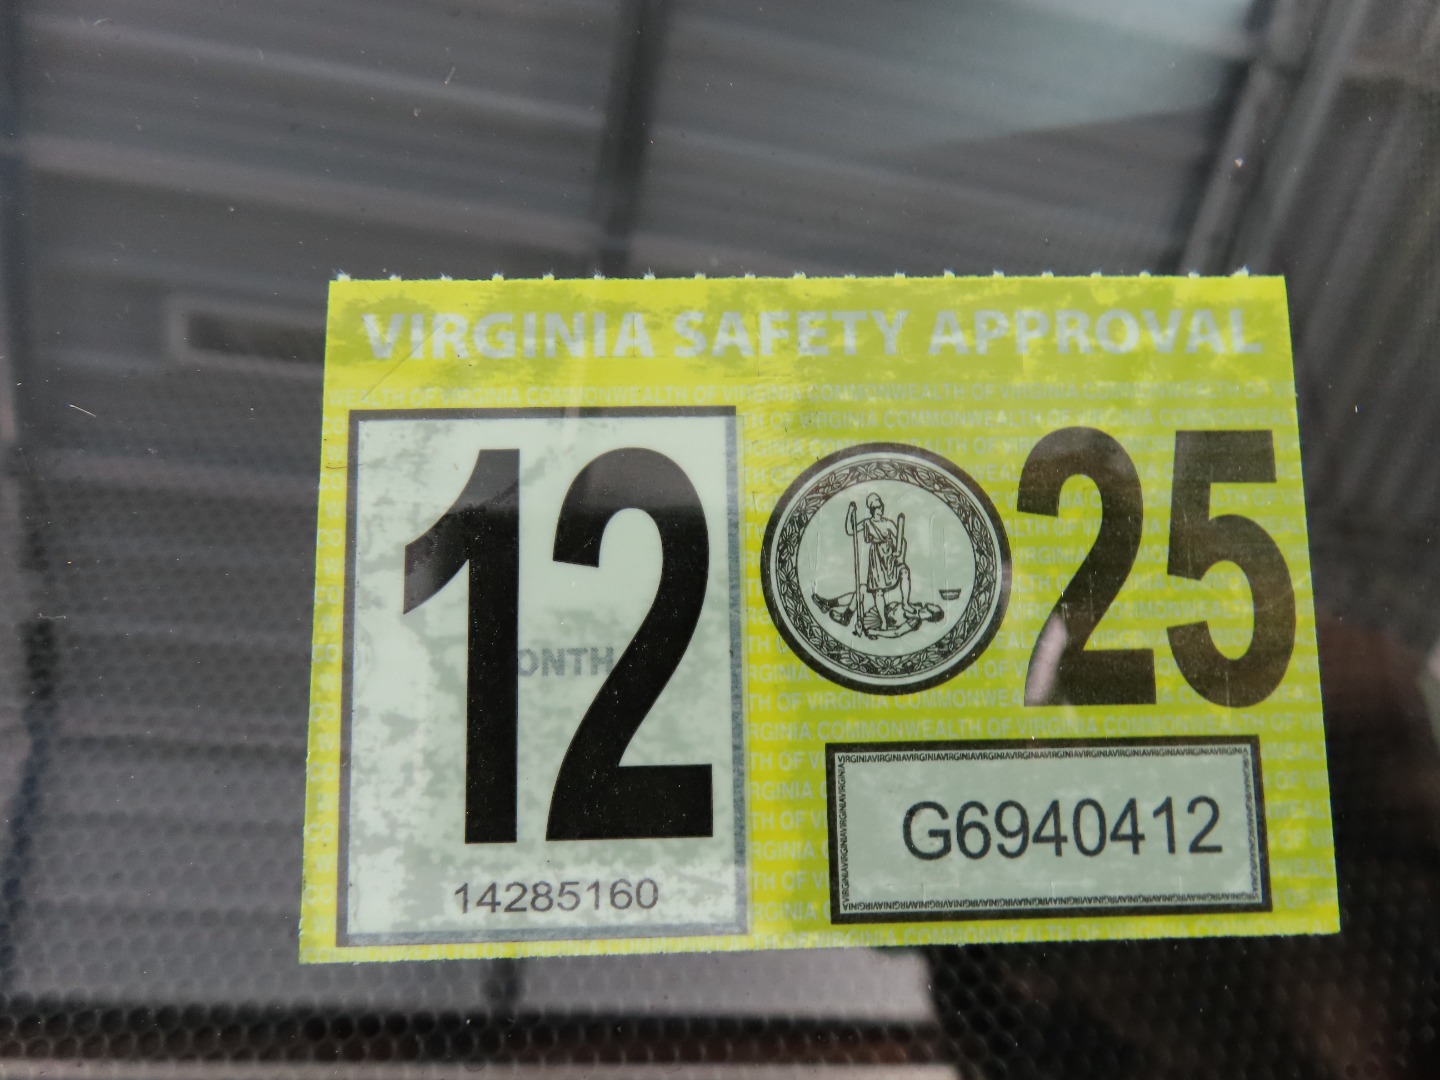 VIRGINIA SAFETY APPROVAL
12
25
ONTH
14285160
G6940412